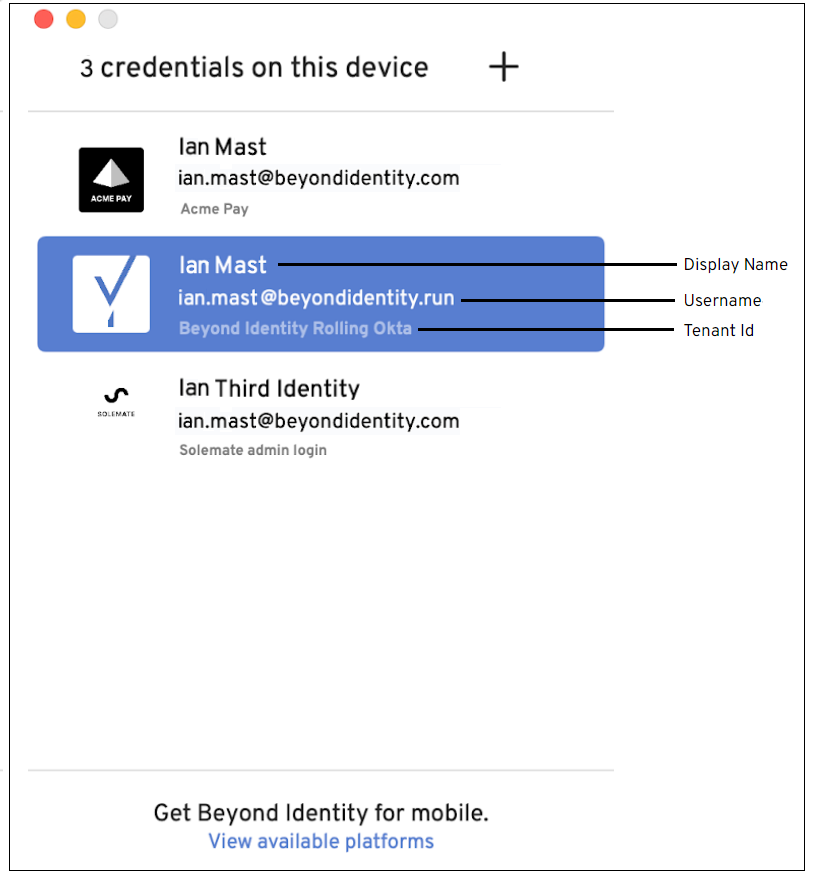 3 credentials on this device
Ian Mast
ian.mast@beyondidentity.com
ACME PAY
Acme Pay
Ian Mast
Display Name
ian.mast@beyondidentity.run
Username
Beyond Identity Rolling Okta
Tenant Id
Ian Third Identity
SOLEMATE
ian.mast@beyondidentity.com
Solemate admin login
Get Beyond Identity for mobile.
View available platforms